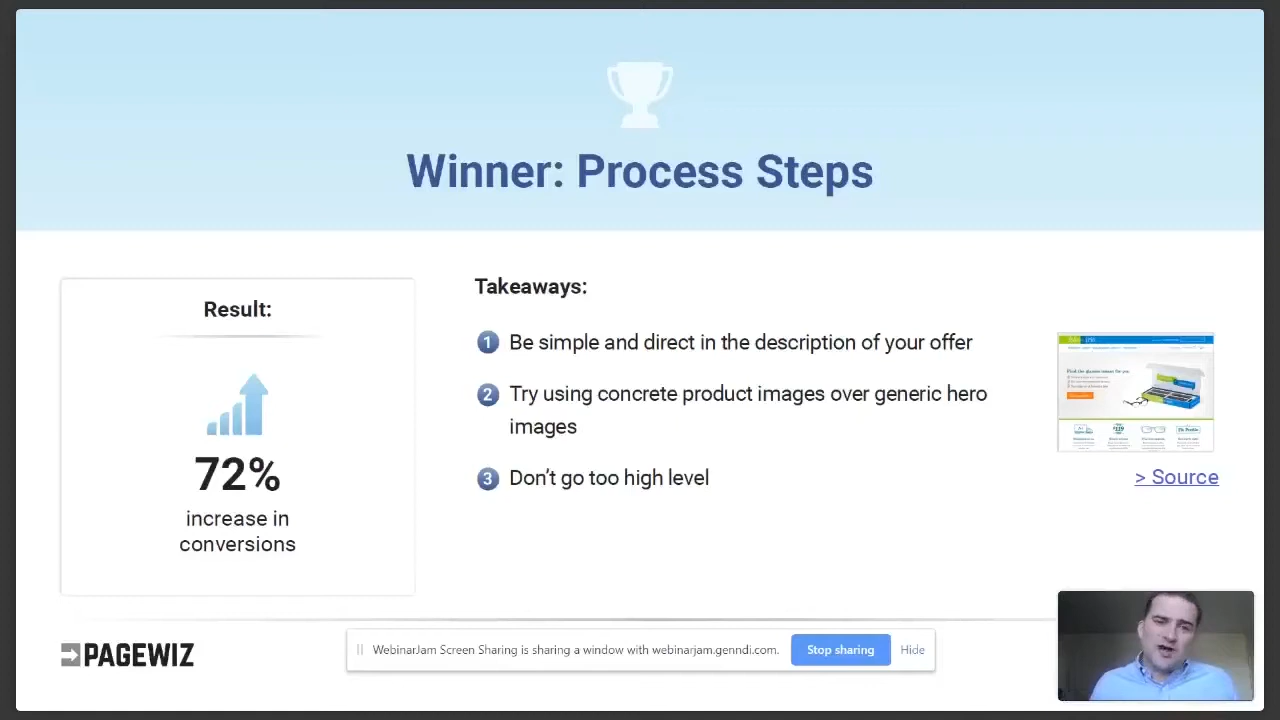 Winner: Process Steps
Result:
72%
increase in
conversions
Takeaways:
1 Be simple and direct in the description of your offer
2 Try using concrete product images over generic hero
images
3 Don’t go too high level
> Source
PAGEWIZ
WebinarJam Screen Sharing is sharing a window with webinarjam.genndi.com.
Stop sharing
Hide